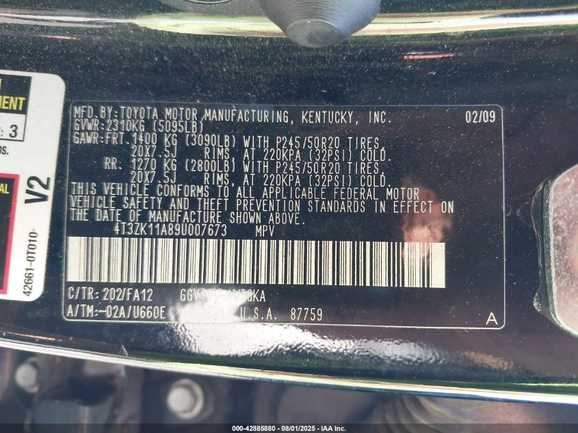 EMENT
3
OS.
V2
42661-0T010
MFD.BY:TOYOTA MOTOR MANUFACTURING, KENTUCKY, INC. 02/09
GVWR:2310KG (5095LB)
GAWR:FRT. 1400 KG (3090LB) WITH P245/50R20 TIRES,
20X7.5J RIMS, AT 220KPA (32PSI) COLD.
RR. 1270 KG (2800LB) WITH P245/50R20 TIRES,
20X7.5J RIMS, AT 220KPA (32PSI) COLD.
THIS VEHICLE CONFORMS TO ALL APPLICABLE FEDERAL MOTOR
VEHICLE SAFETY AND THEFT PREVENTION STANDARDS IN EFFECT ON
THE DATE OF MANUFACTURE SHOWN ABOVE.
4T3ZK11A89U007673 MPV
C/TR:202/FA12
A/TM:-02A/U660E U.S.A. 87759 A
000-42885880 - 08/01/2025 - IAA Inc.